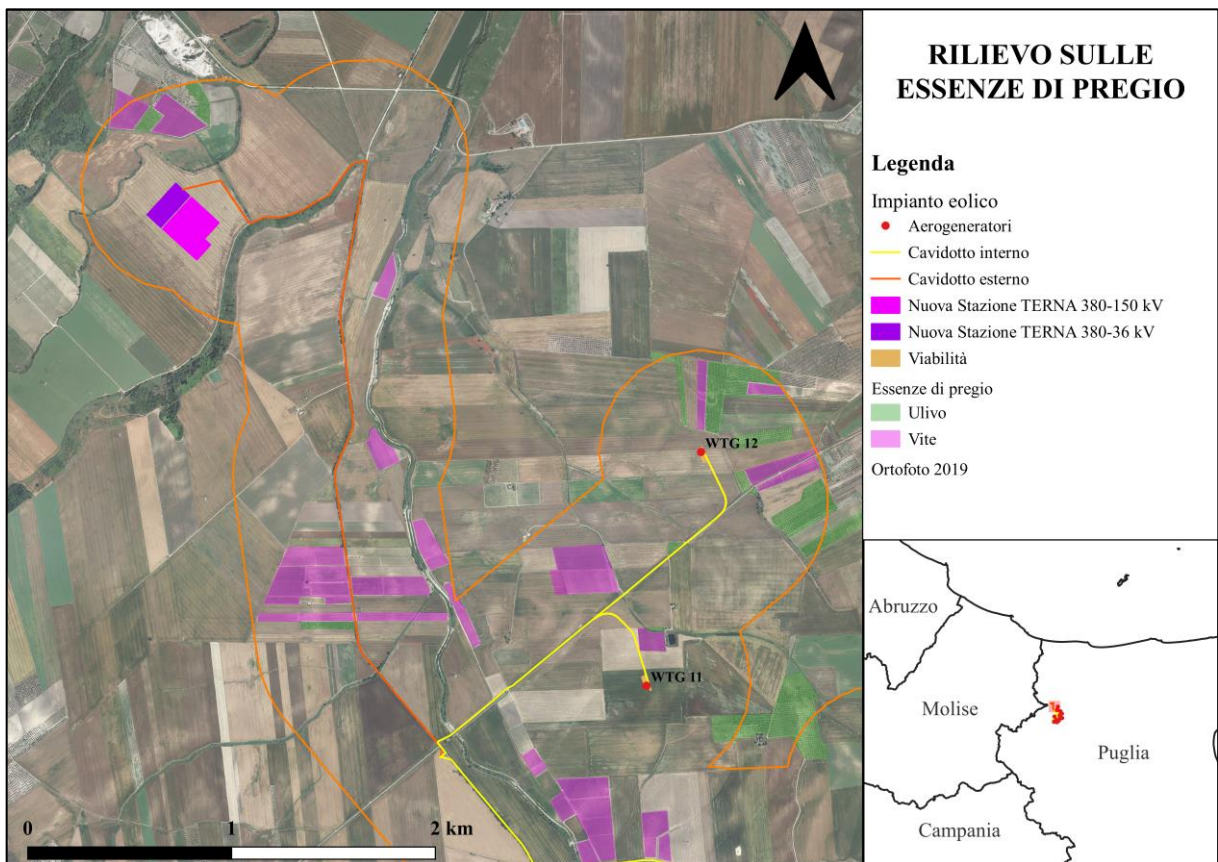 RILIEVO SULLE
ESSENZE DI PREGIO
Legenda
Impianto eolico
Aerogeneratori
Cavidotto interno
Cavidotto esterno
Nuova Stazione TERNA 380-150 kV
Nuova Stazione TERNA 380-36 kV
Viabilità
Essenze di pregio
Ulivo
Vite
Ortofoto 2019
WTG 12
WTG 11
0 1 2 km
Abruzzo
Molise
Puglia
Campania